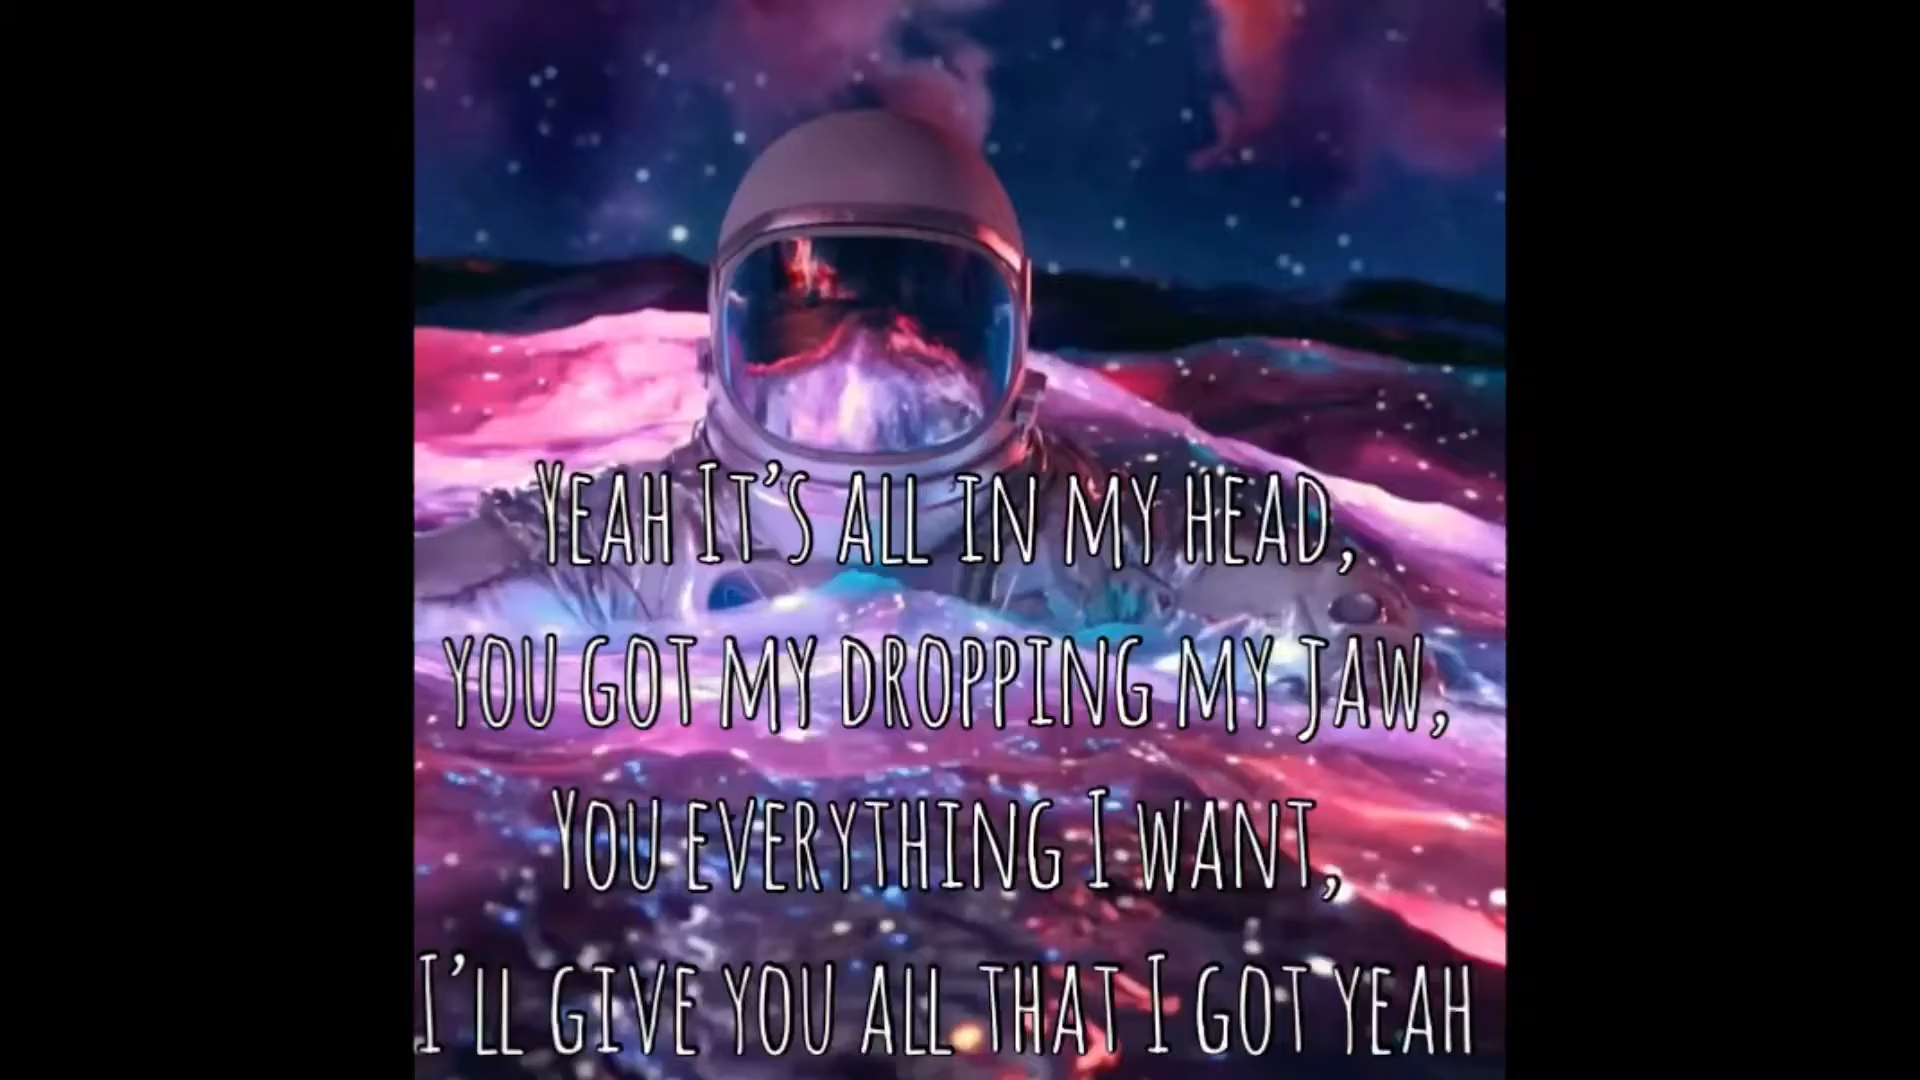 Yeah It's all in my head,
you got my dropping my jaw,
You everything I want,
I'll give you all that I got yeah